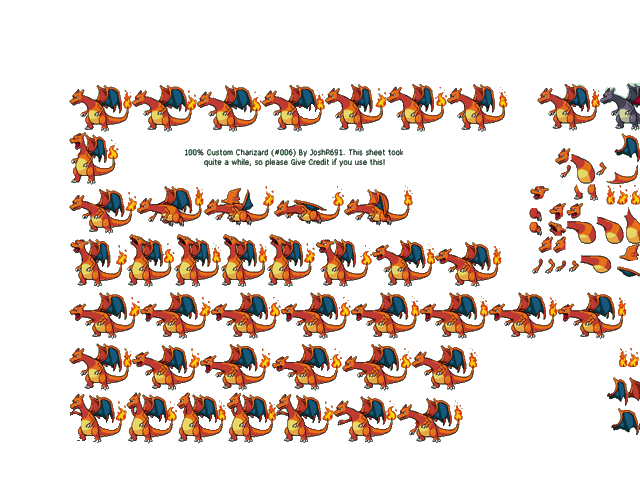 100% Custom Charizard (#006) By JoshR691. This sheet took
quite a while, so please Give Credit if you use this!